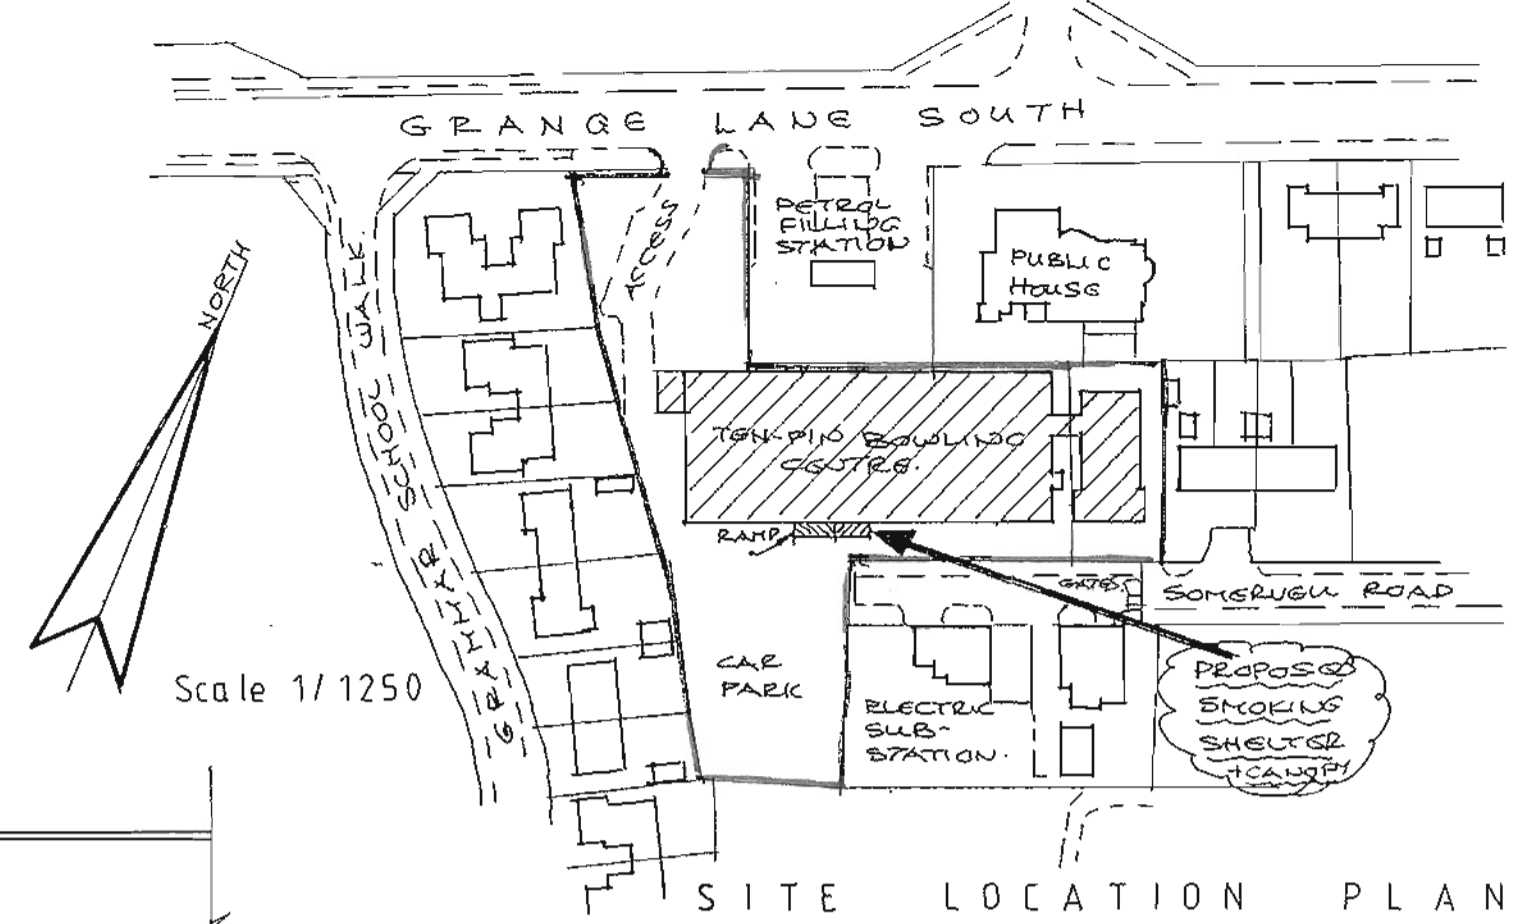 GRANGE LANE SOUTH
PETROL
FILLING
STATION
ACCESS
PUBLIC
HOUSE
NORTH
GRAMMAR SCHOOL WALK
TEN-PIN BOWLING
CENTRE.
RAMP
GATES
SOMERVELL ROAD
CAR
PARK
Scale 1/1250
ELECTRIC
SUB-
STATION.
PROPOSED
SMOKING
SHELTER
+CANOPY
SITE LOCATION PLAN